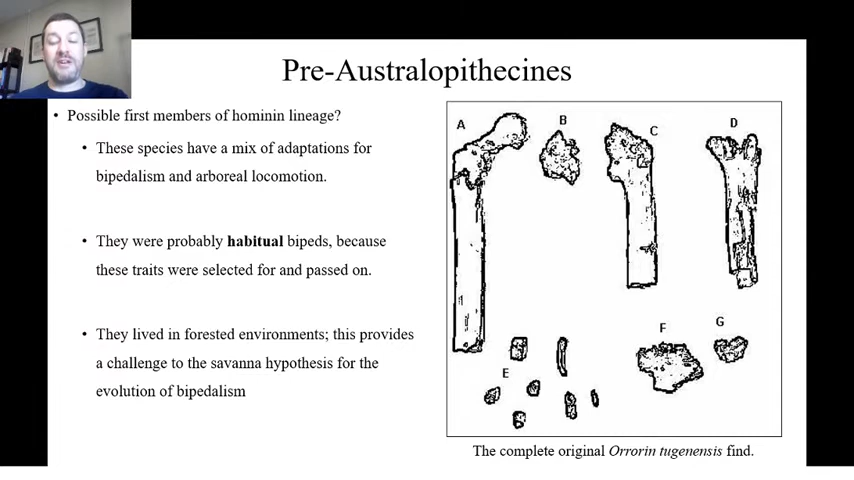 Pre-Australopithecines
• Possible first members of hominin lineage?
• These species have a mix of adaptations for
bipedalism and arboreal locomotion.
• They were probably habitual bipeds, because
these traits were selected for and passed on.
• They lived in forested environments; this provides
a challenge to the savanna hypothesis for the
evolution of bipedalism
A B C D
E F G
The complete original Orrorin tugenensis find.